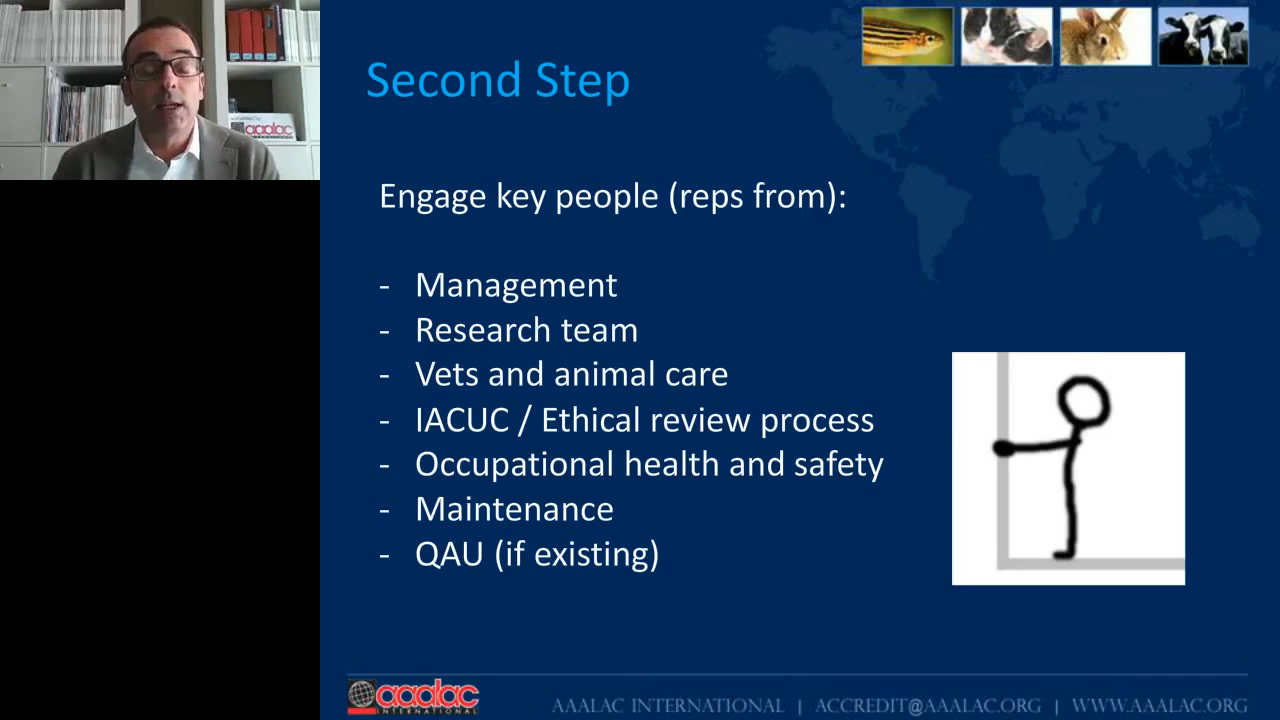 Second Step
Engage key people (reps from):
- Management
- Research team
- Vets and animal care
- IACUC / Ethical review process
- Occupational health and safety
- Maintenance
- QAU (if existing)
aaalac
aaalac
INTERNATIONAL
AAALAC INTERNATIONAL | ACCREDIT@AAALAC.ORG | WWW.AAALAC.ORG